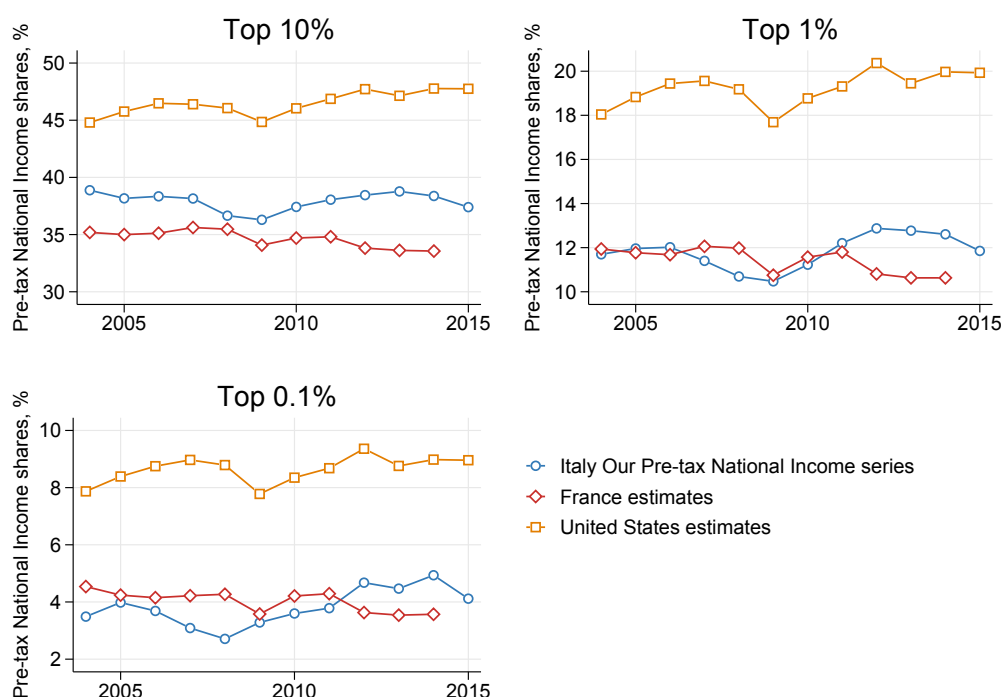 Top 10%
Pre-tax National Income shares, %
50
45
40
35
30
2005
2010
2015
Top 1%
Pre-tax National Income shares, %
20
18
16
14
12
10
2005
2010
2015
Top 0.1%
Pre-tax National Income shares, %
10
8
6
4
2
2005
2010
2015
Italy Our Pre-tax National Income series
France estimates
United States estimates